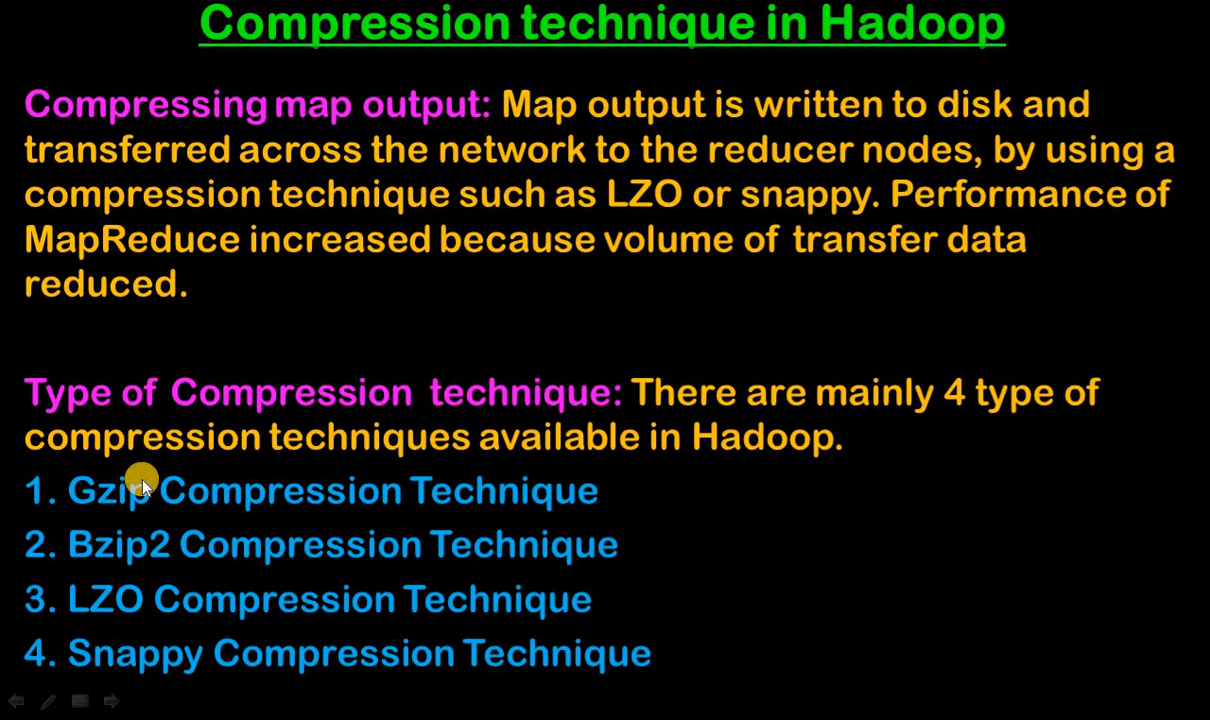 Compression technique in Hadoop
Compressing map output: Map output is written to disk and
transferred across the network to the reducer nodes, by using a
compression technique such as LZO or snappy. Performance of
MapReduce increased because volume of transfer data
reduced.
Type of Compression technique: There are mainly 4 type of
compression techniques available in Hadoop.
1. Gzip Compression Technique
2. Bzip2 Compression Technique
3. LZO Compression Technique
4. Snappy Compression Technique